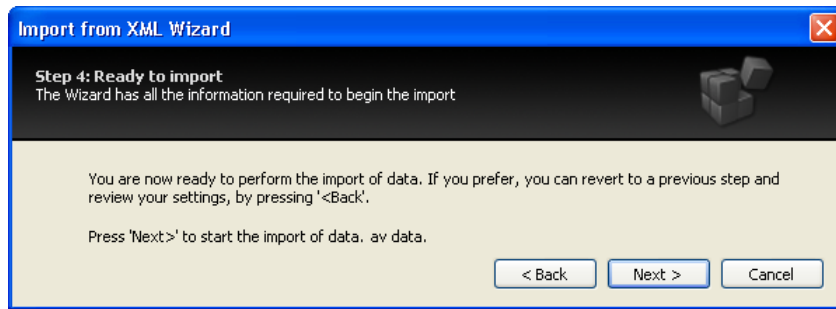 Import from XML Wizard
Step 4: Ready to import
The Wizard has all the information required to begin the import
You are now ready to perform the import of data. If you prefer, you can revert to a previous step and
review your settings, by pressing '<Back'.
Press 'Next>' to start the import of data. av data.
< Back Next > Cancel